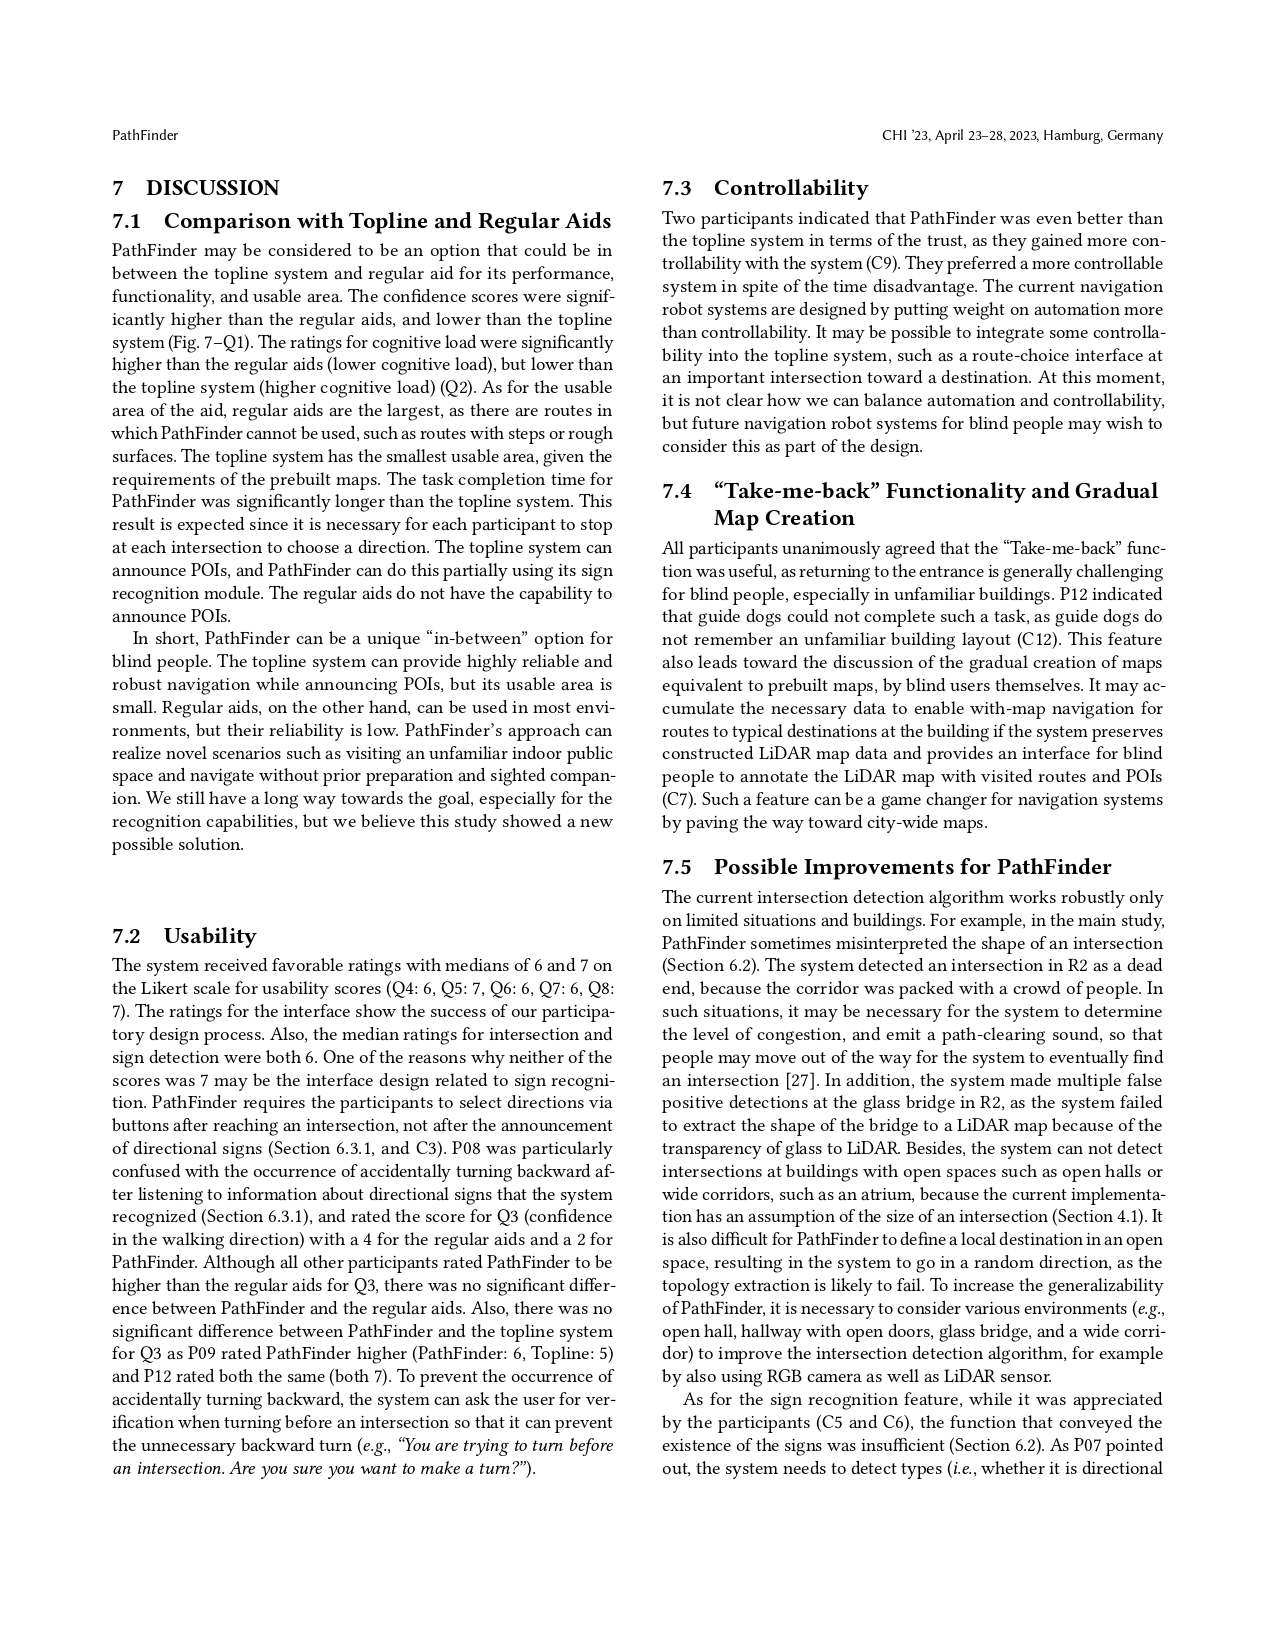 PathFinder
CHI ’23, April 23–28, 2023, Hamburg, Germany
7 DISCUSSION
7.1 Comparison with Topline and Regular Aids
PathFinder may be considered to be an option that could be in
between the topline system and regular aid for its performance,
functionality, and usable area. The confidence scores were signif-
icantly higher than the regular aids, and lower than the topline
system (Fig. 7–Q1). The ratings for cognitive load were significantly
higher than the regular aids (lower cognitive load), but lower than
the topline system (higher cognitive load) (Q2). As for the usable
area of the aid, regular aids are the largest, as there are routes in
which PathFinder cannot be used, such as routes with steps or rough
surfaces. The topline system has the smallest usable area, given the
requirements of the prebuilt maps. The task completion time for
PathFinder was significantly longer than the topline system. This
result is expected since it is necessary for each participant to stop
at each intersection to choose a direction. The topline system can
announce POIs, and PathFinder can do this partially using its sign
recognition module. The regular aids do not have the capability to
announce POIs.
In short, PathFinder can be a unique “in-between” option for
blind people. The topline system can provide highly reliable and
robust navigation while announcing POIs, but its usable area is
small. Regular aids, on the other hand, can be used in most envi-
ronments, but their reliability is low. PathFinder’s approach can
realize novel scenarios such as visiting an unfamiliar indoor public
space and navigate without prior preparation and sighted compan-
ion. We still have a long way towards the goal, especially for the
recognition capabilities, but we believe this study showed a new
possible solution.
7.2 Usability
The system received favorable ratings with medians of 6 and 7 on
the Likert scale for usability scores (Q4: 6, Q5: 7, Q6: 6, Q7: 6, Q8:
7). The ratings for the interface show the success of our participa-
tory design process. Also, the median ratings for intersection and
sign detection were both 6. One of the reasons why neither of the
scores was 7 may be the interface design related to sign recogni-
tion. PathFinder requires the participants to select directions via
buttons after reaching an intersection, not after the announcement
of directional signs (Section 6.3.1, and C3). P08 was particularly
confused with the occurrence of accidentally turning backward af-
ter listening to information about directional signs that the system
recognized (Section 6.3.1), and rated the score for Q3 (confidence
in the walking direction) with a 4 for the regular aids and a 2 for
PathFinder. Although all other participants rated PathFinder to be
higher than the regular aids for Q3, there was no significant differ-
ence between PathFinder and the regular aids. Also, there was no
significant difference between PathFinder and the topline system
for Q3 as P09 rated PathFinder higher (PathFinder: 6, Topline: 5)
and P12 rated both the same (both 7). To prevent the occurrence of
accidentally turning backward, the system can ask the user for ver-
ification when turning before an intersection so that it can prevent
the unnecessary backward turn (e.g., “You are trying to turn before
an intersection. Are you sure you want to make a turn?”).
7.3 Controllability
Two participants indicated that PathFinder was even better than
the topline system in terms of the trust, as they gained more con-
trollability with the system (C9). They preferred a more controllable
system in spite of the time disadvantage. The current navigation
robot systems are designed by putting weight on automation more
than controllability. It may be possible to integrate some controlla-
bility into the topline system, such as a route-choice interface at
an important intersection toward a destination. At this moment,
it is not clear how we can balance automation and controllability,
but future navigation robot systems for blind people may wish to
consider this as part of the design.
7.4 “Take-me-back” Functionality and Gradual
Map Creation
All participants unanimously agreed that the “Take-me-back” func-
tion was useful, as returning to the entrance is generally challenging
for blind people, especially in unfamiliar buildings. P12 indicated
that guide dogs could not complete such a task, as guide dogs do
not remember an unfamiliar building layout (C12). This feature
also leads toward the discussion of the gradual creation of maps
equivalent to prebuilt maps, by blind users themselves. It may ac-
cumulate the necessary data to enable with-map navigation for
routes to typical destinations at the building if the system preserves
constructed LiDAR map data and provides an interface for blind
people to annotate the LiDAR map with visited routes and POIs
(C7). Such a feature can be a game changer for navigation systems
by paving the way toward city-wide maps.
7.5 Possible Improvements for PathFinder
The current intersection detection algorithm works robustly only
on limited situations and buildings. For example, in the main study,
PathFinder sometimes misinterpreted the shape of an intersection
(Section 6.2). The system detected an intersection in R2 as a dead
end, because the corridor was packed with a crowd of people. In
such situations, it may be necessary for the system to determine
the level of congestion, and emit a path-clearing sound, so that
people may move out of the way for the system to eventually find
an intersection [27]. In addition, the system made multiple false
positive detections at the glass bridge in R2, as the system failed
to extract the shape of the bridge to a LiDAR map because of the
transparency of glass to LiDAR. Besides, the system can not detect
intersections at buildings with open spaces such as open halls or
wide corridors, such as an atrium, because the current implementa-
tion has an assumption of the size of an intersection (Section 4.1). It
is also difficult for PathFinder to define a local destination in an open
space, resulting in the system to go in a random direction, as the
topology extraction is likely to fail. To increase the generalizability
of PathFinder, it is necessary to consider various environments (e.g.,
open hall, hallway with open doors, glass bridge, and a wide corri-
dor) to improve the intersection detection algorithm, for example
by also using RGB camera as well as LiDAR sensor.
As for the sign recognition feature, while it was appreciated
by the participants (C5 and C6), the function that conveyed the
existence of the signs was insufficient (Section 6.2). As P07 pointed
out, the system needs to detect types (i.e., whether it is directional